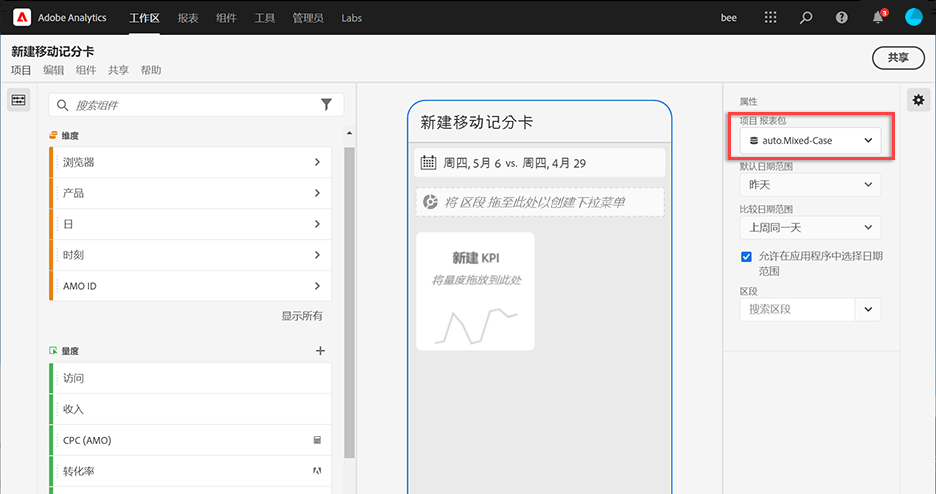 Adobe Analytics 工作区 报表 组件 工具 管理员 Labs bee 3
新建移动记分卡
项目 编辑 组件 共享 帮助
共享
搜索组件
维度
浏览器
产品
日
时刻
AMO ID
显示所有
量度
访问
收入
CPC (AMO)
转化率
新建移动记分卡
周四, 5月 6 vs. 周四, 4月 29
将 区段 拖至此处以创建下拉菜单
新建 KPI
将量度拖放到此处
属性
项目 报表包
auto.Mixed-Case
默认日期范围
昨天
比较日期范围
上周同一天
允许在应用程序中选择日期
范围
区段
搜索区段